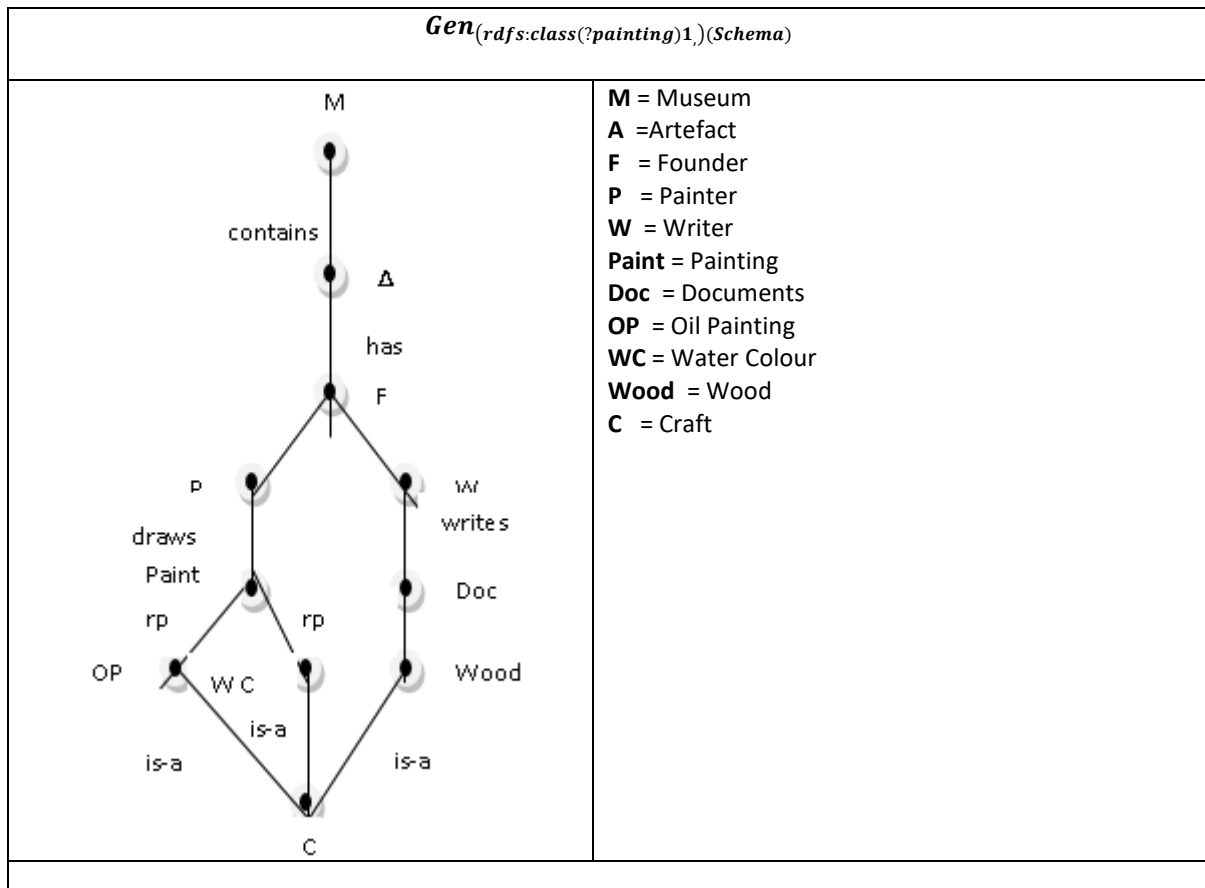 Gen(rdfs:class(?painting)1,)(Schema)
M
contains
A
has
F
P
W
draws
writes
Paint
Doc
rp
rp
OP
WC
Wood
is-a
is-a
is-a
C
M = Museum
A =Artefact
F = Founder
P = Painter
W = Writer
Paint = Painting
Doc = Documents
OP = Oil Painting
WC = Water Colour
Wood = Wood
C = Craft